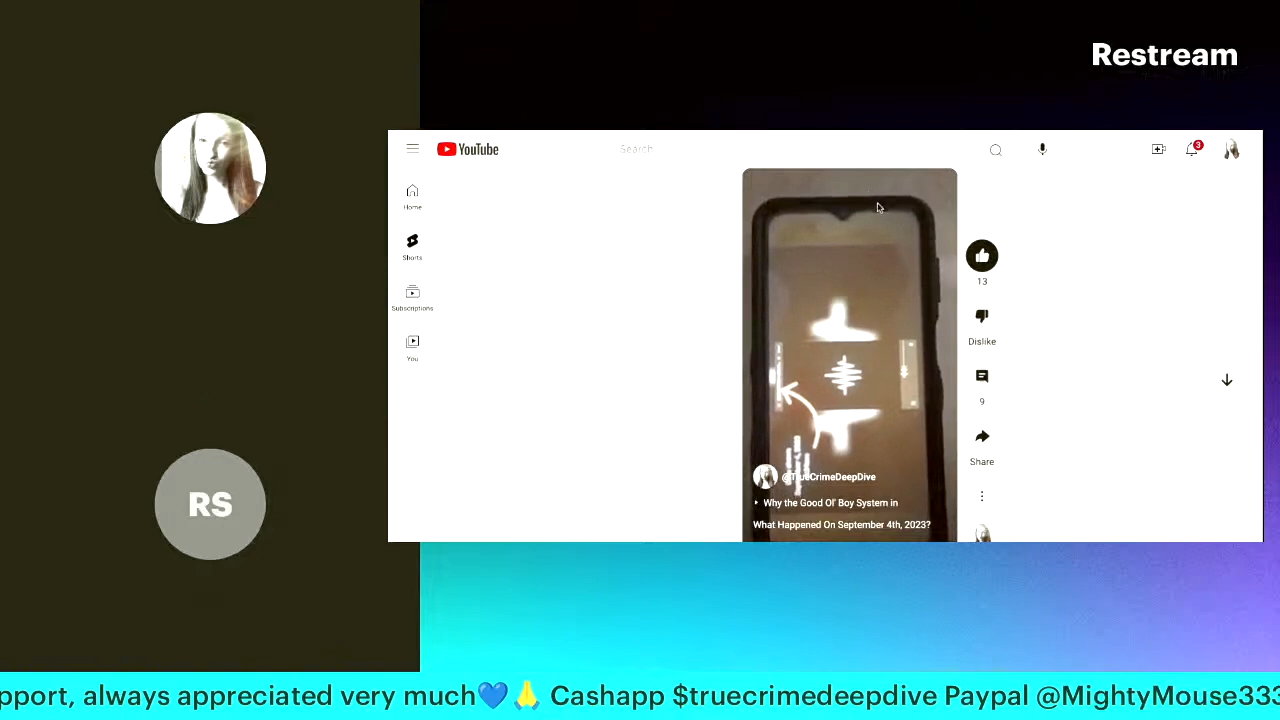 Restream
YouTube
Search
3
Home
Shorts
Subscriptions
You
13
Dislike
9
Share
@TrueCrimeDeepDive
Why the Good Ol' Boy System in
What Happened On September 4th, 2023?
RS
pport, always appreciated very much💙🙏 Cashapp $truecrimedeepdive Paypal @MightyMouse333